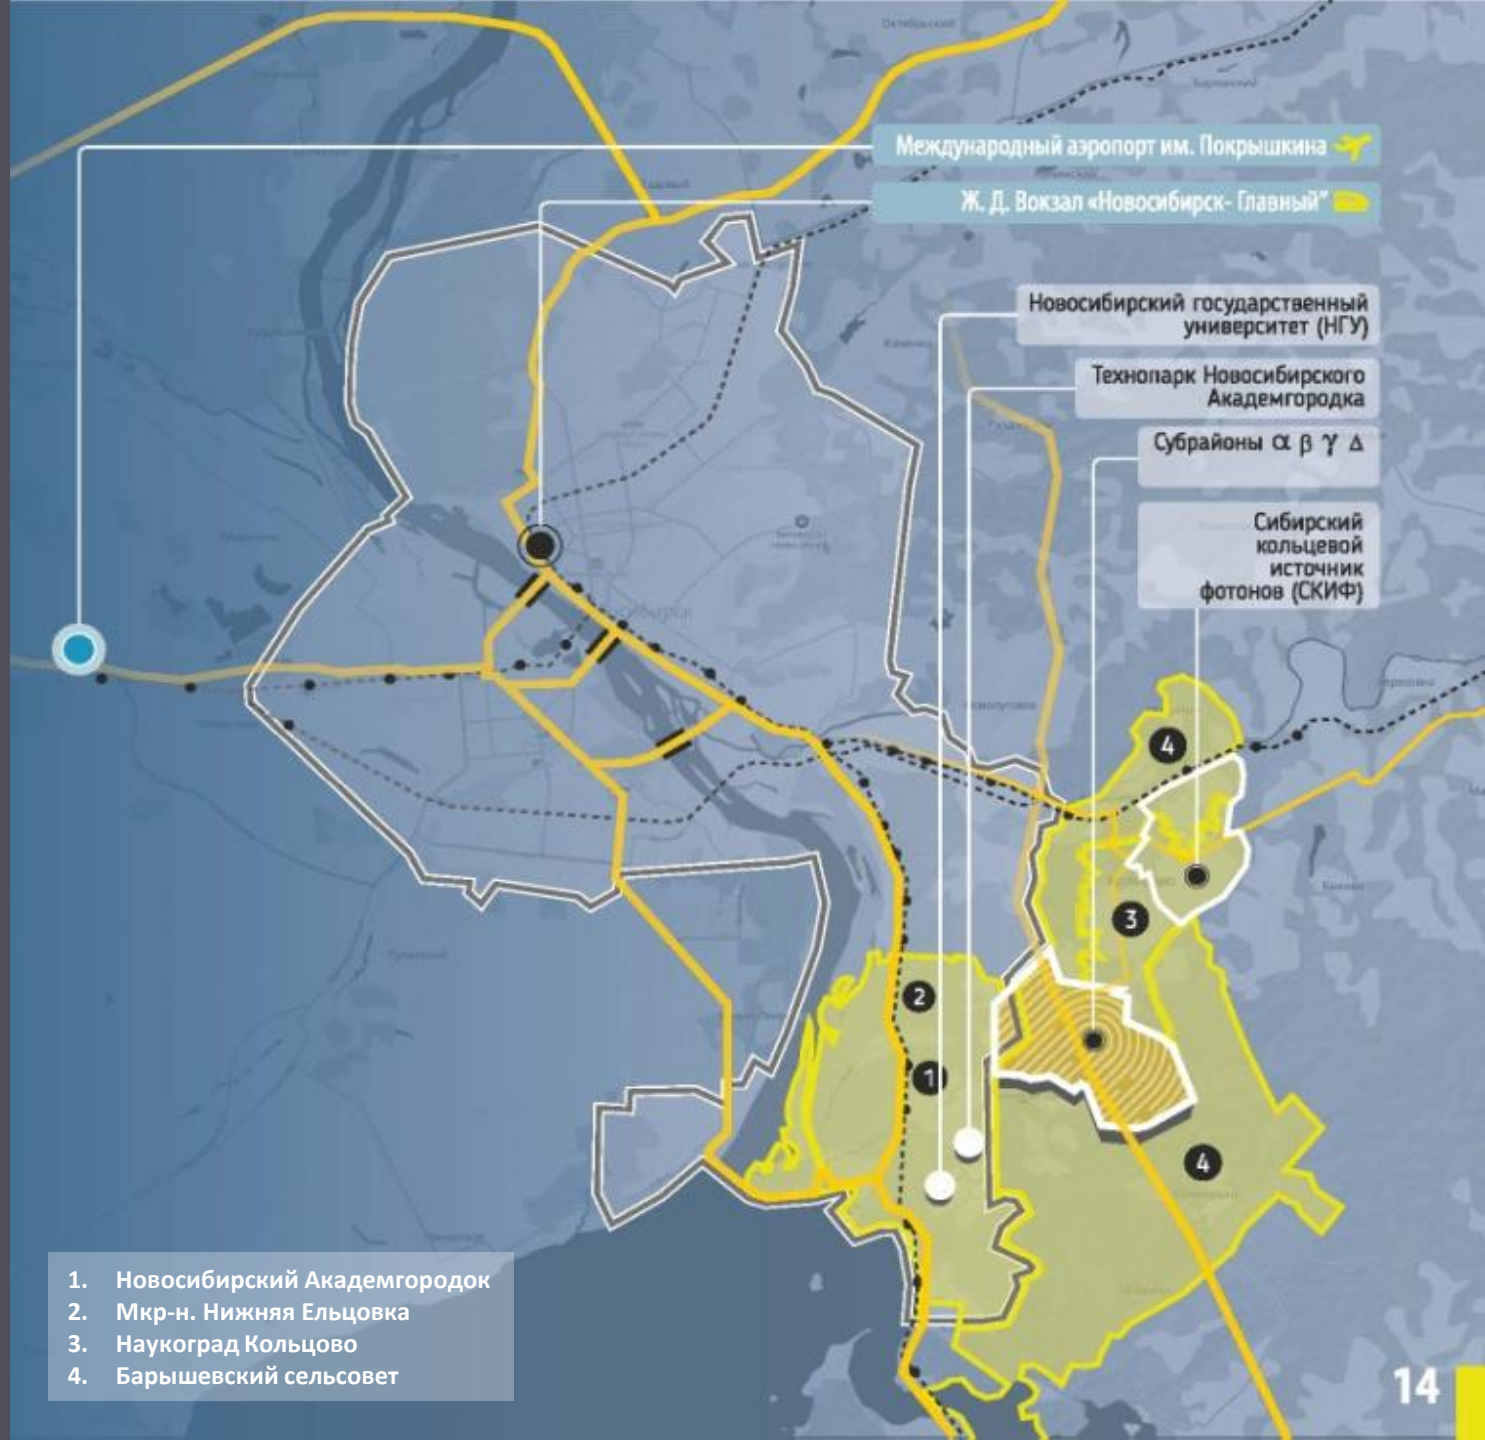 Октябрьский
Международный аэропорт им. Покрышкина
Садовый
Ж. Д. Вокзал «Новосибирск- Главный”
Новосибирский государственный
университет (НГУ)
Технопарк Новосибирского
Академгородка
Субрайоны α β γ Δ
Сибирский
кольцевой
источник
фотонов (СКИФ)
4
3
2
1
4
1. Новосибирский Академгородок
2. Мкр-н. Нижняя Ельцовка
3. Наукоград Кольцово
4. Барышевский сельсовет
14